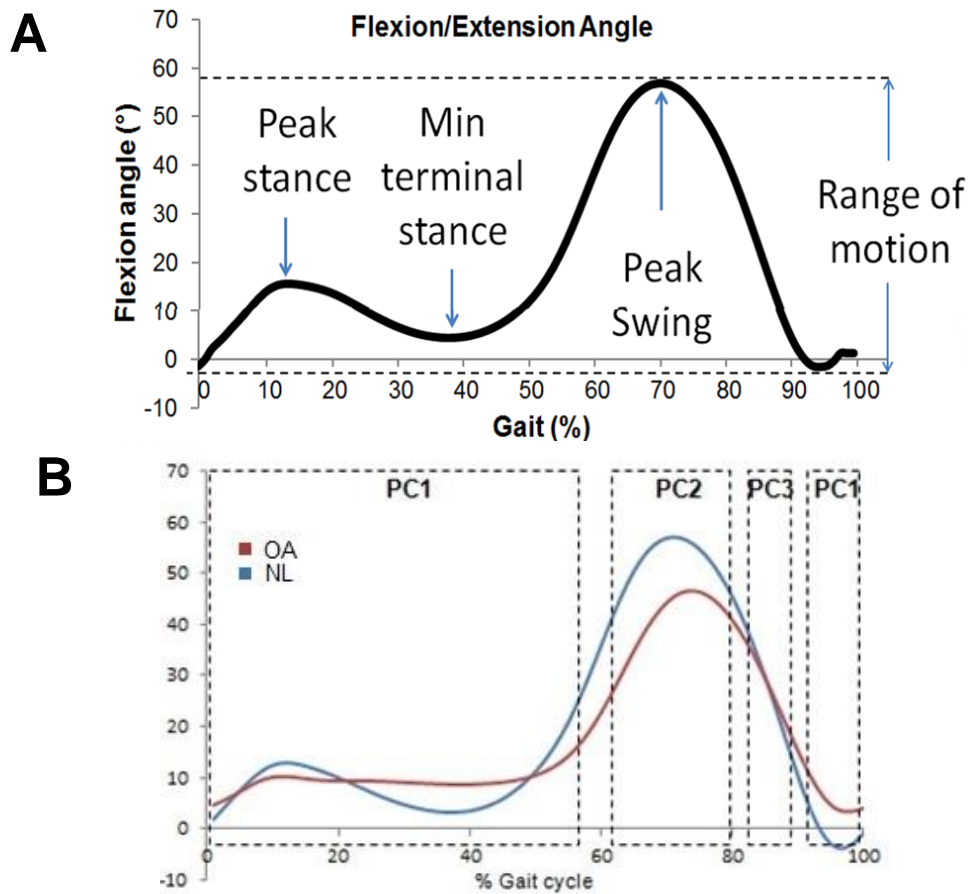 A
Flexion/Extension Angle
70
60
50
40
30
20
10
0
-10
Flexion angle (°)
Peak
stance
Min
terminal
stance
Peak
Swing
Range of
motion
0 10 20 30 40 50 60 70 80 90 100
Gait (%)
B
70
60
50
40
30
20
10
0
-10
PC1 PC2 PC3 PC1
OA
NL
0 20 40 60 80 100
% Gait cycle